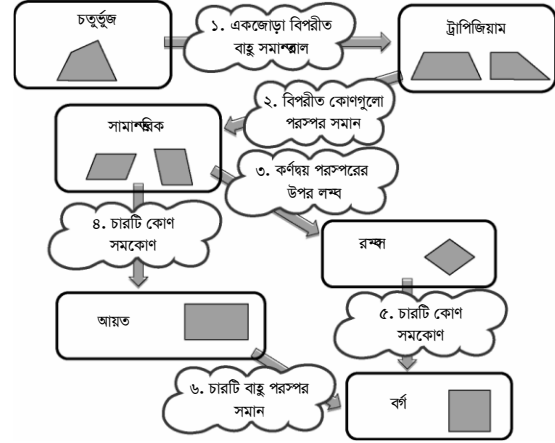 চতুর্ভুজ
১. একজোড়া বিপরীত
বাহু সমান্তরাল
ট্রাপিজিয়াম
২. বিপরীত কোণগুলো
পরস্পর সমান
সামান্তরিক
৩. কর্ণদ্বয় পরস্পরের
উপর লম্ব
৪. চারটি কোণ
সমকোণ
রম্বস
আয়ত
৫. চারটি কোণ
সমকোণ
৬. চারটি বাহু পরস্পর
সমান
বর্গ